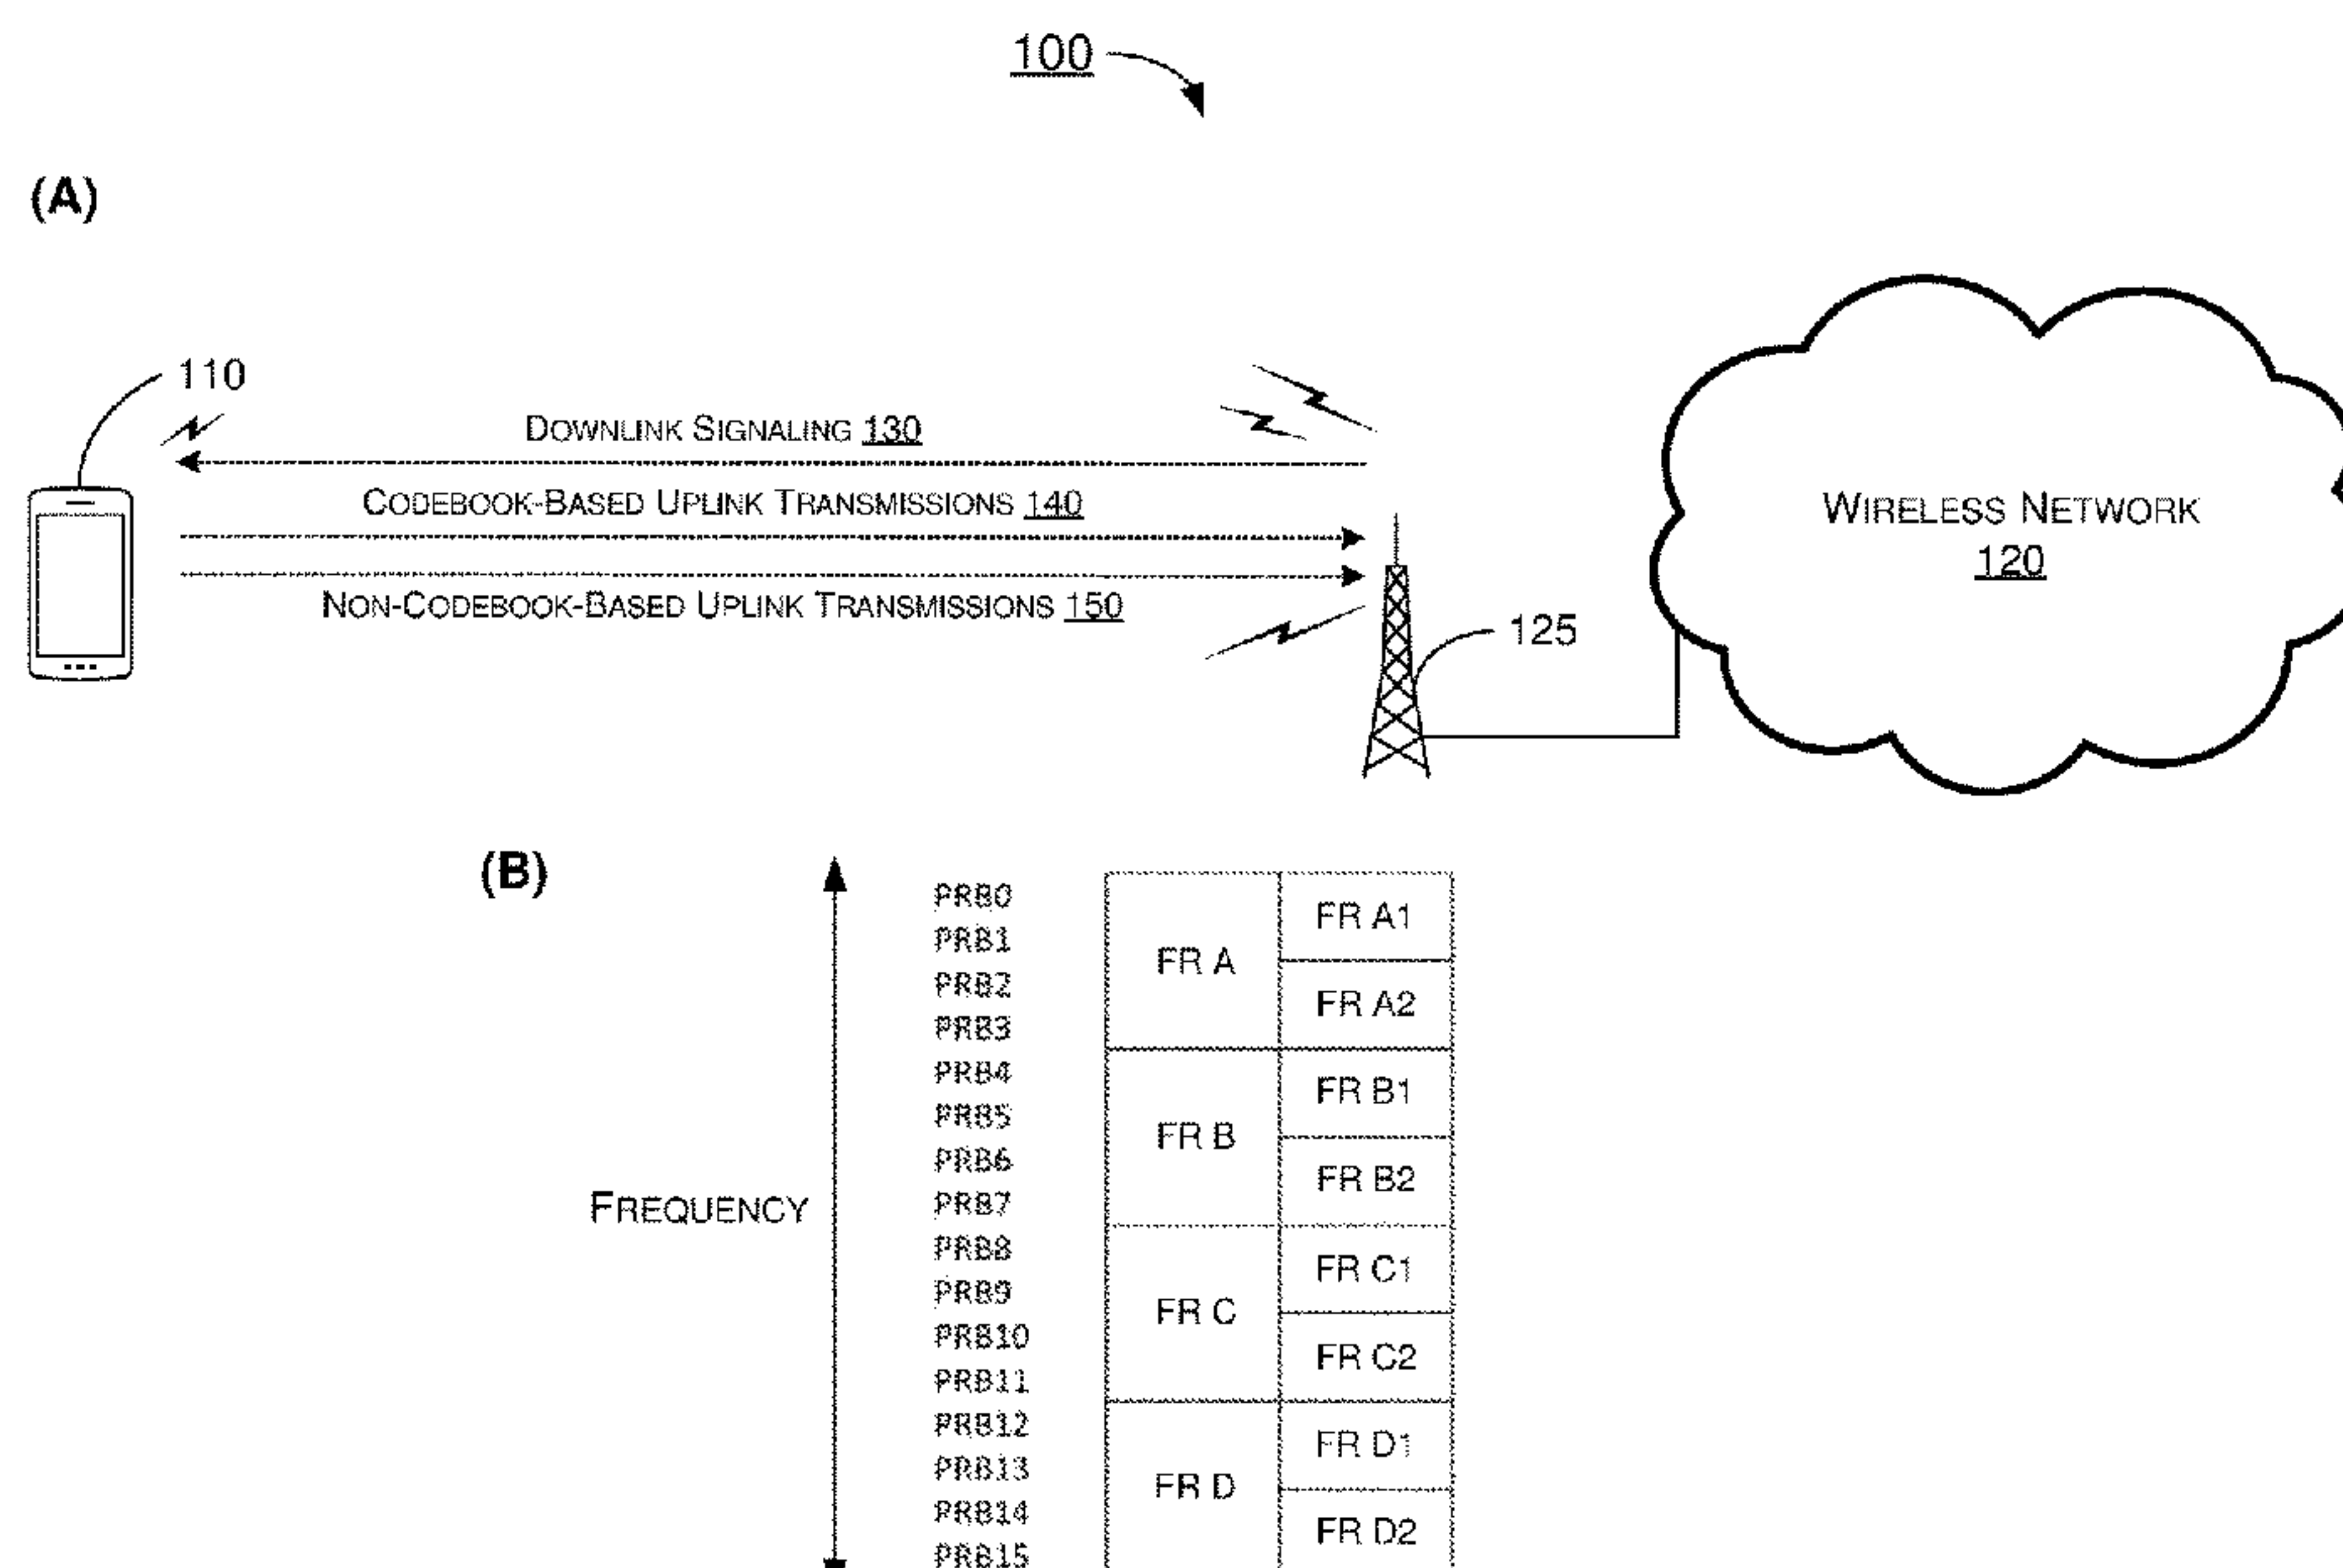 100
(A)
110
DOWNLINK SIGNALING 130
CODEBOOK-BASED UPLINK TRANSMISSIONS 140
NON-CODEBOOK-BASED UPLINK TRANSMISSIONS 150
WIRELESS NETWORK
120
125
(B)
FREQUENCY
PRB0
PRB1
PRB2
PRB3
PRB4
PRB5
PRB6
PRB7
PRB8
PRB9
PRB10
PRB11
PRB12
PRB13
PRB14
PRB15
FR A
FR A1
FR A2
FR B
FR B1
FR B2
FR C
FR C1
FR C2
FR D
FR D1
FR D2